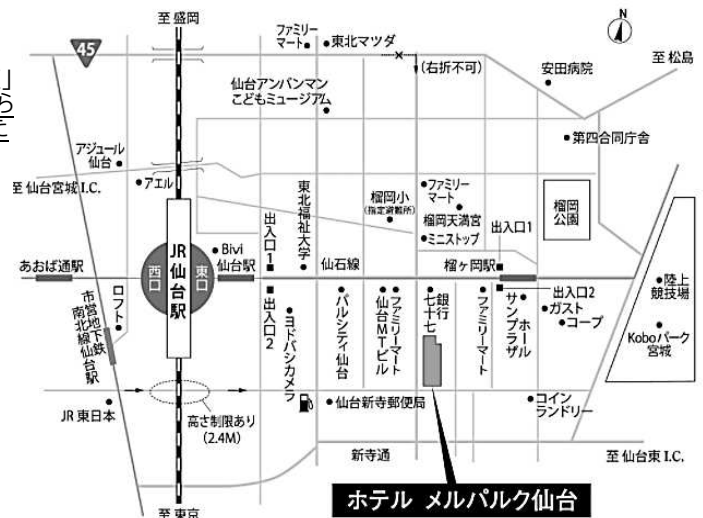 至 盛岡
N
45
ファミリー
マート
東北マツダ
(右折不可)
至 松島
安田病院
仙台アンパンマン
こどもミュージアム
第四合同庁舎
アジュール
仙台
至 仙台宮城 I.C.
アエル
東北福祉大学
榴岡小
(指定避難所)
ファミリー
マート
榴岡天満宮
ミニストップ
出入口1
榴岡
公園
出入口1
Bivi
仙台駅
あおば通駅
西口
JR仙台駅
東口
仙石線
榴ヶ岡駅
陸上
競技場
ロフト
市営地下鉄
南北線仙台駅
出入口2
ヨドバシカメラ
パルシティ仙台
仙台MTビル
ファミリーマート
七十七
銀行
ファミリーマート
サンプラザ
ホール
出入口2
ガスト
コープ
Koboパーク
宮城
JR 東日本
高さ制限あり
(2.4M)
仙台新寺郵便局
コイン
ランドリー
新寺通
至 仙台東 I.C.
至 東京
ホテル メルパルク仙台